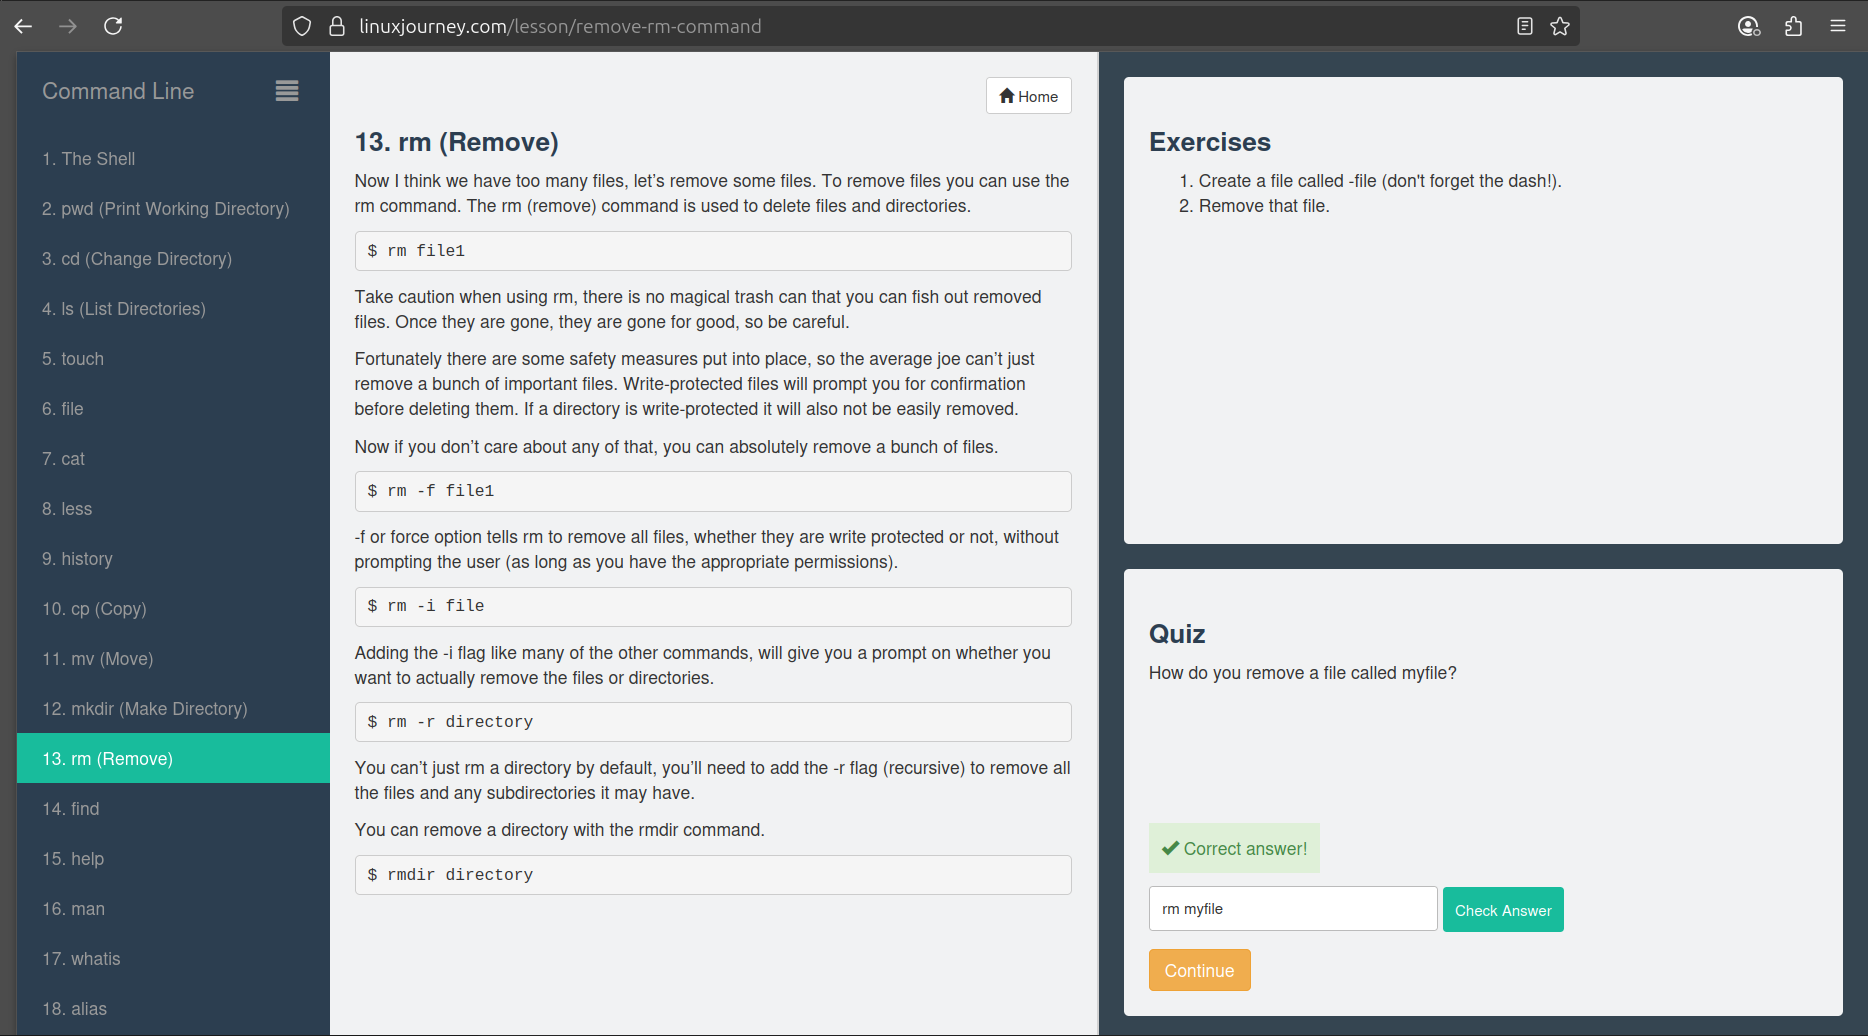 linuxjourney.com/lesson/remove-rm-command
Command Line
1. The Shell
2. pwd (Print Working Directory)
3. cd (Change Directory)
4. ls (List Directories)
5. touch
6. file
7. cat
8. less
9. history
10. cp (Copy)
11. mv (Move)
12. mkdir (Make Directory)
13. rm (Remove)
14. find
15. help
16. man
17. whatis
18. alias
Home
13. rm (Remove)
Now I think we have too many files, let’s remove some files. To remove files you can use the
rm command. The rm (remove) command is used to delete files and directories.
$ rm file1
Take caution when using rm, there is no magical trash can that you can fish out removed
files. Once they are gone, they are gone for good, so be careful.
Fortunately there are some safety measures put into place, so the average joe can’t just
remove a bunch of important files. Write-protected files will prompt you for confirmation
before deleting them. If a directory is write-protected it will also not be easily removed.
Now if you don’t care about any of that, you can absolutely remove a bunch of files.
$ rm -f file1
-f or force option tells rm to remove all files, whether they are write protected or not, without
prompting the user (as long as you have the appropriate permissions).
$ rm -i file
Adding the -i flag like many of the other commands, will give you a prompt on whether you
want to actually remove the files or directories.
$ rm -r directory
You can’t just rm a directory by default, you’ll need to add the -r flag (recursive) to remove all
the files and any subdirectories it may have.
You can remove a directory with the rmdir command.
$ rmdir directory
Exercises
1. Create a file called -file (don't forget the dash!).
2. Remove that file.
Quiz
How do you remove a file called myfile?
Correct answer!
rm myfile
Check Answer
Continue